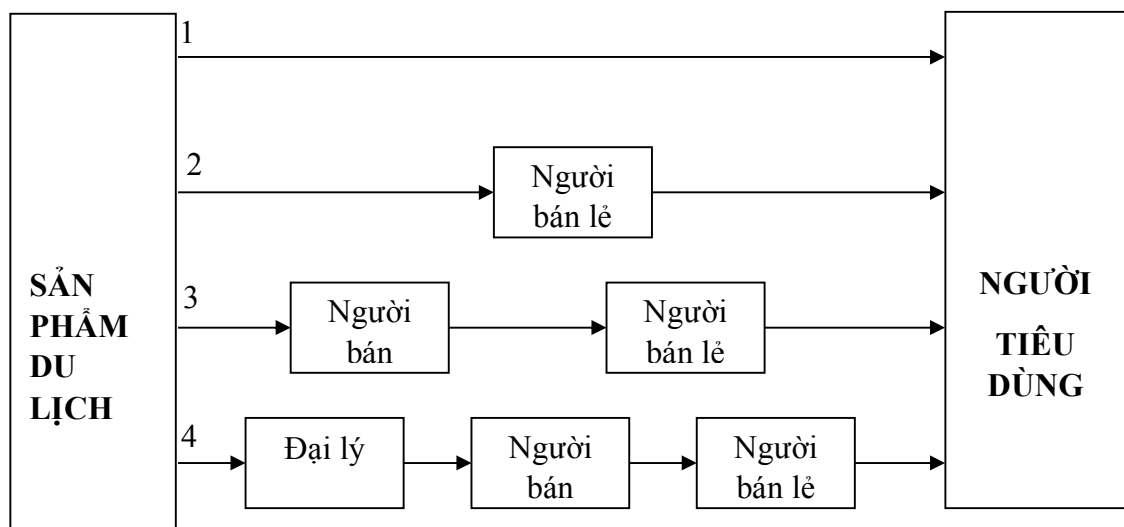 1
2
Người
bán lẻ
SẢN
PHẨM
DU
LỊCH
3
Người
bán
Người
bán lẻ
NGƯỜI
TIÊU
DÙNG
4
Đại lý
Người
bán
Người
bán lẻ